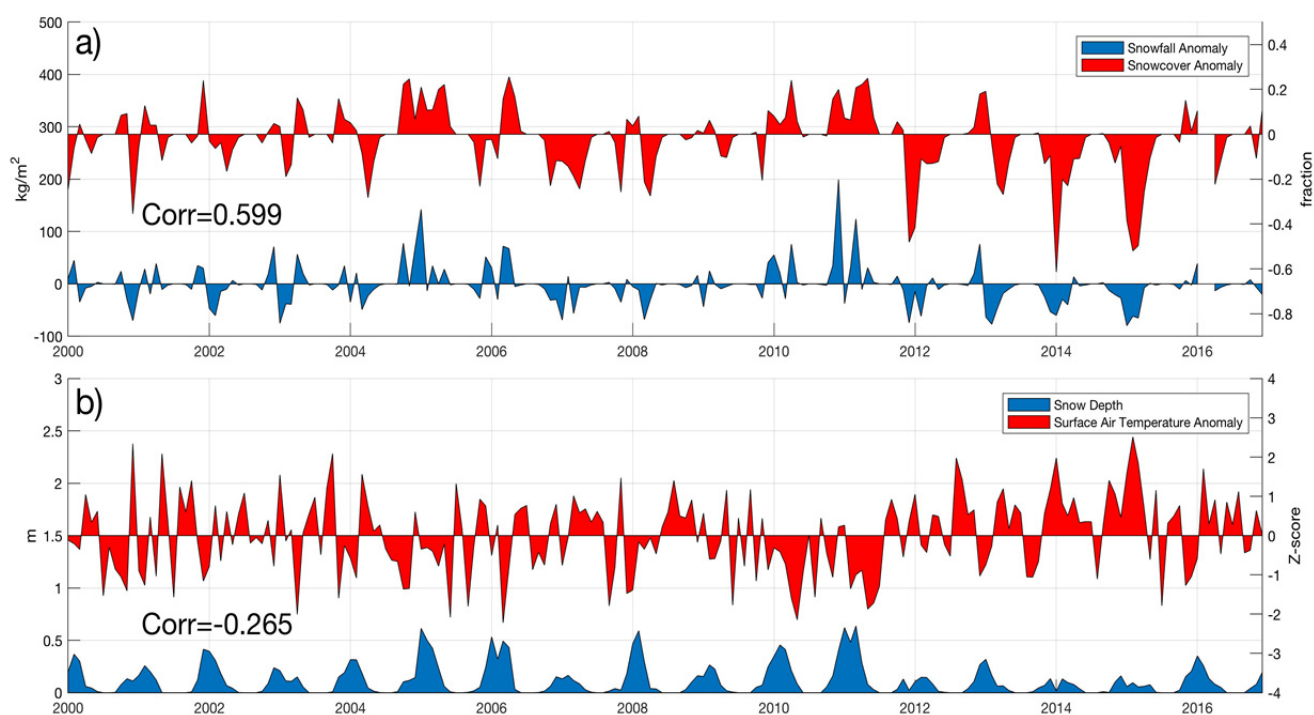 a)
500
400
300
200
100
0
-100
kg/m²
0.4
0.2
0
-0.2
-0.4
-0.6
-0.8
fraction
Snowfall Anomaly
Snowcover Anomaly
Corr=0.599
2000 2002 2004 2006 2008 2010 2012 2014 2016
b)
3
2.5
2
1.5
1
0.5
0
m
4
3
2
1
0
-1
-2
-3
-4
Z-score
Snow Depth
Surface Air Temperature Anomaly
Corr=-0.265
2000 2002 2004 2006 2008 2010 2012 2014 2016